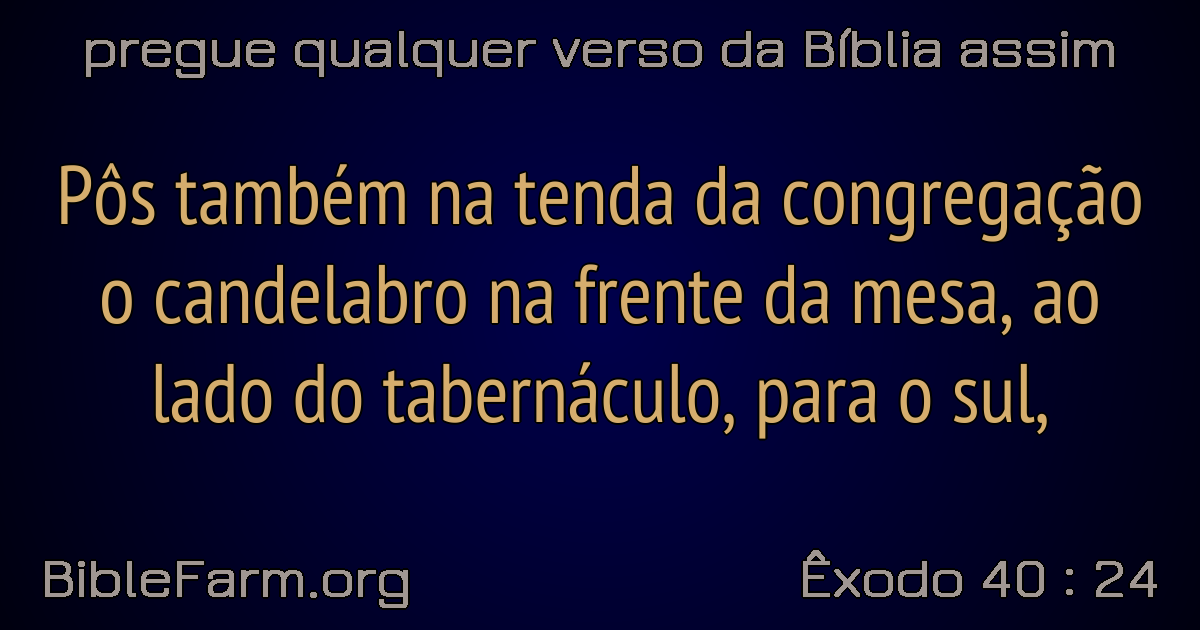 pregue qualquer verso da Bíblia assim
Pôs também na tenda da congregação
o candelabro na frente da mesa, ao
lado do tabernáculo, para o sul,
BibleFarm.org
Êxodo 40 : 24